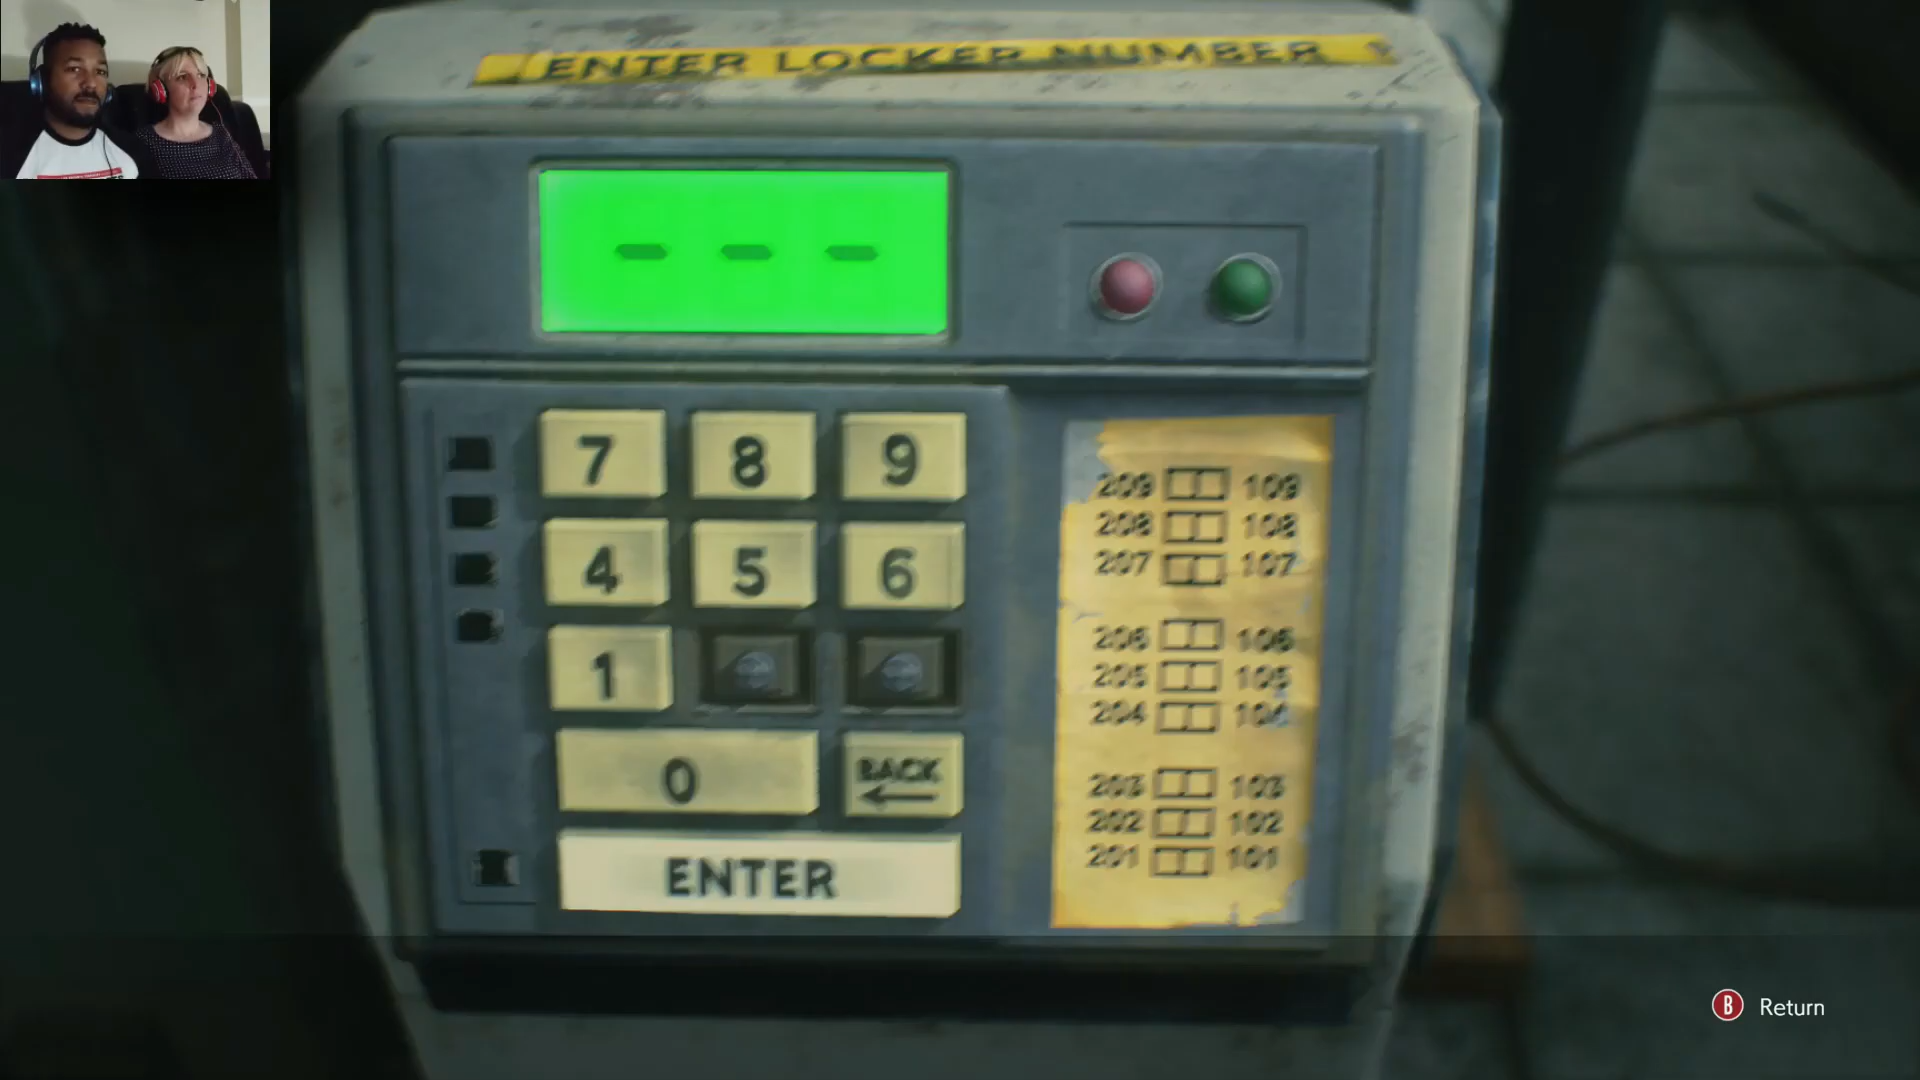 ENTER LOCKER NUMBER
- - -
7 8 9
4 5 6
1
0 BACK
ENTER
209 109
208 108
207 107
206 106
205 105
204 104
203 103
202 102
201 101
B Return